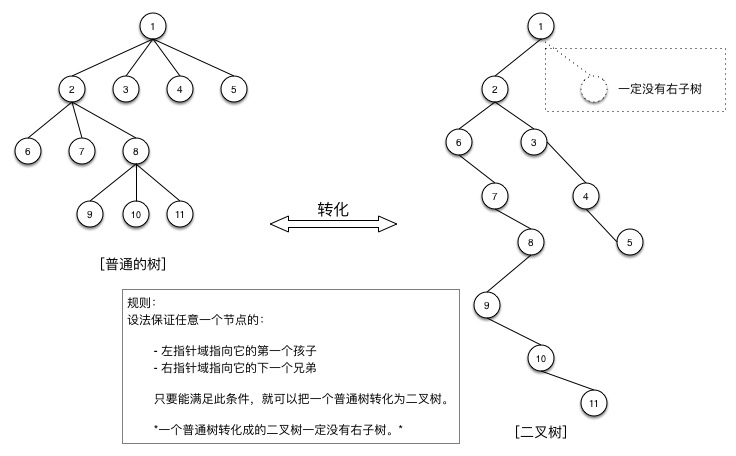 1
1
2
3
4
5
2
一定没有右子树
6
7
8
6
3
9
10
11
7
4
转化
8
5
[普通的树]
规则：
设法保证任意一个节点的：
- 左指针域指向它的第一个孩子
- 右指针域指向它的下一个兄弟
只要能满足此条件，就可以把一个普通树转化为二叉树。
*一个普通树转化成的二叉树一定没有右子树。*
9
10
11
[二叉树]